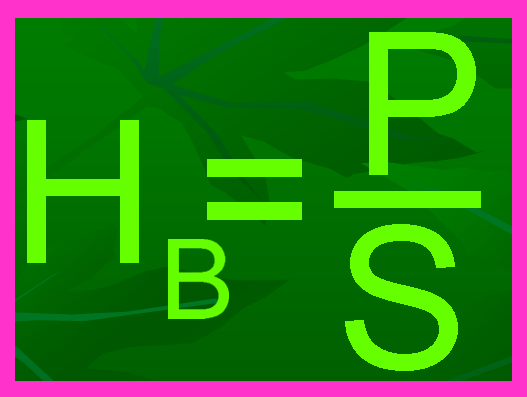 H_B = P/S